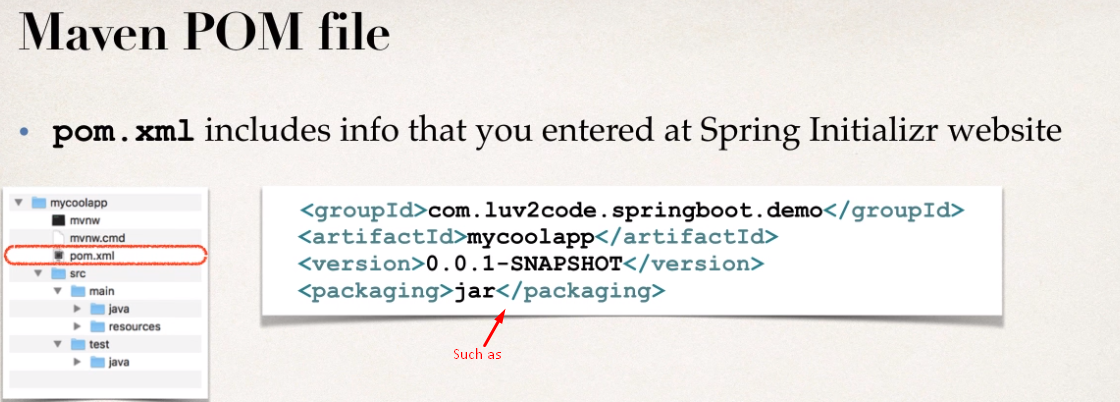 Maven POM file
• pom.xml includes info that you entered at Spring Initializr website
mycoolapp
mvnw
mvnw.cmd
pom.xml
src
main
java
resources
test
java
<groupId>com.luv2code.springboot.demo</groupId>
<artifactId>mycoolapp</artifactId>
<version>0.0.1-SNAPSHOT</version>
<packaging>jar</packaging>
Such as